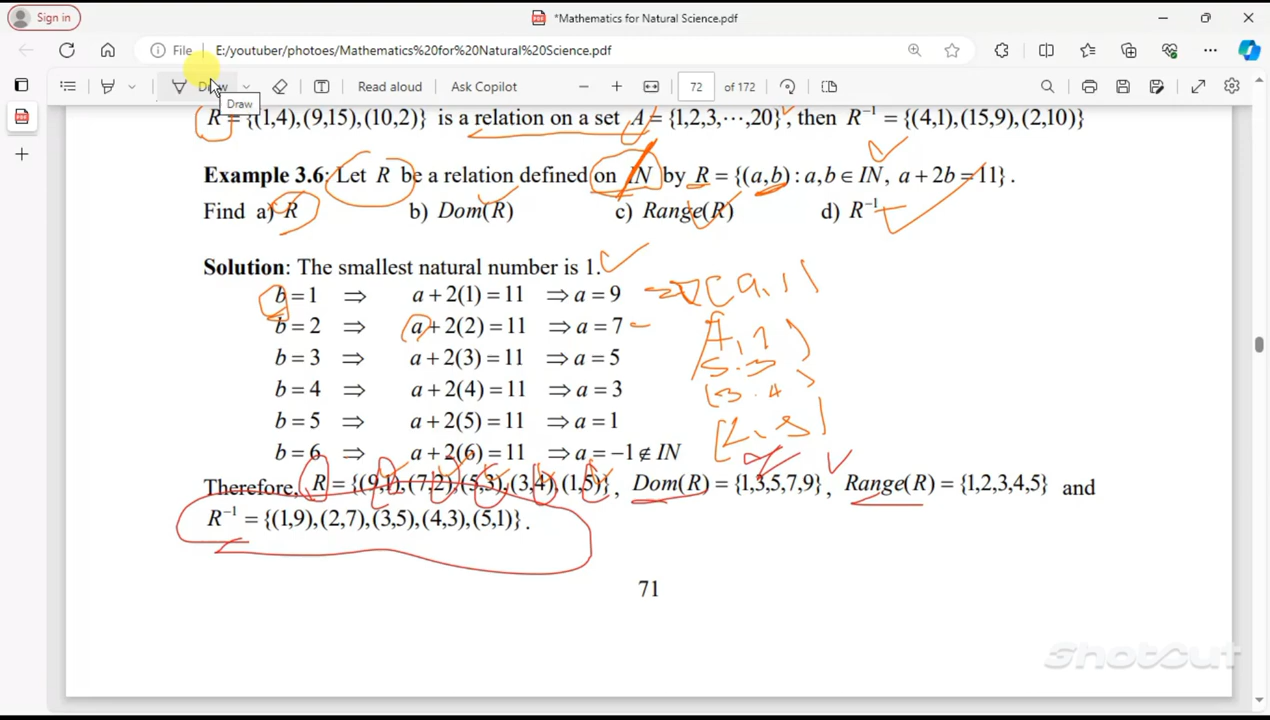 Sign in
*Mathematics for Natural Science.pdf
File E:/youtuber/photoes/Mathematics%20for%20Natural%20Science.pdf
Draw Read aloud Ask Copilot 72 of 172
Draw
R = {(1,4),(9,15),(10,2)} is a relation on a set A = {1,2,3,⋯,20}, then R⁻¹ = {(4,1),(15,9),(2,10)}
Example 3.6: Let R be a relation defined on IN by R = {(a,b) : a,b ∈ IN, a + 2b = 11}.
Find a) R b) Dom(R) c) Range(R) d) R⁻¹
Solution: The smallest natural number is 1.
b = 1 ⇒ a + 2(1) = 11 ⇒ a = 9
b = 2 ⇒ a + 2(2) = 11 ⇒ a = 7
b = 3 ⇒ a + 2(3) = 11 ⇒ a = 5
b = 4 ⇒ a + 2(4) = 11 ⇒ a = 3
b = 5 ⇒ a + 2(5) = 11 ⇒ a = 1
b = 6 ⇒ a + 2(6) = 11 ⇒ a = −1 ∉ IN
Therefore, R = {(9,1),(7,2),(5,3),(3,4),(1,5)}, Dom(R) = {1,3,5,7,9}, Range(R) = {1,2,3,4,5} and
R⁻¹ = {(1,9),(2,7),(3,5),(4,3),(5,1)}.
71
Shotcut